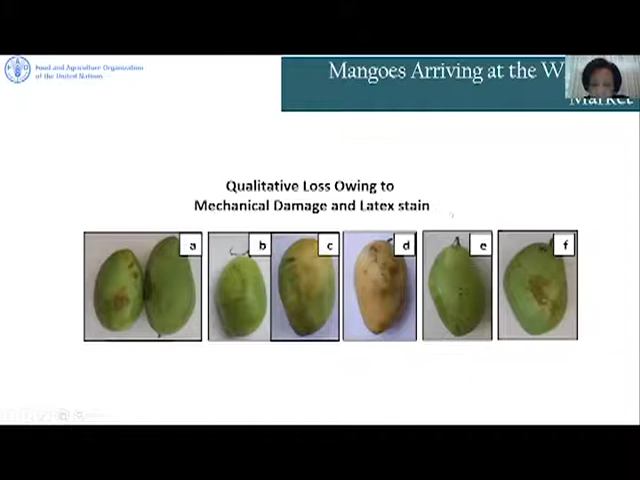 Food and Agriculture Organization
of the United Nations
Mangoes Arriving at the W
Market
Qualitative Loss Owing to
Mechanical Damage and Latex stain
a b c d e f